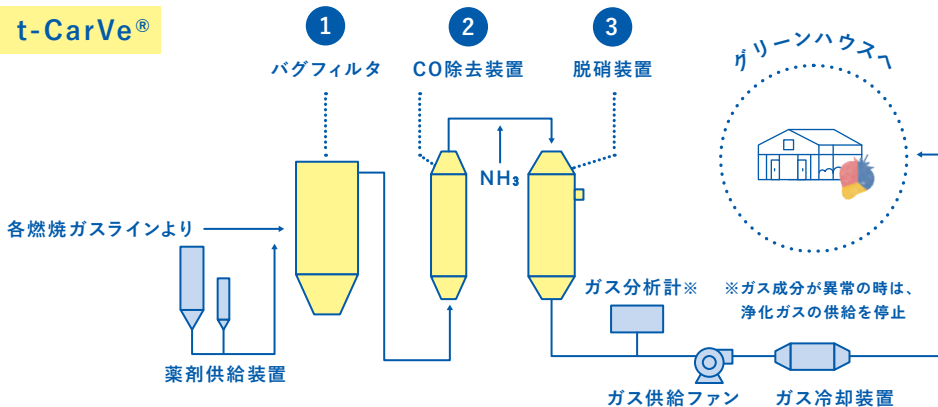 t-CarVe®
1
2
3
バグフィルタ
CO除去装置
脱硝装置
グリーンハウスへ
NH₃
各燃焼ガスラインより
ガス分析計※
※ガス成分が異常の時は、
浄化ガスの供給を停止
薬剤供給装置
ガス供給ファン
ガス冷却装置